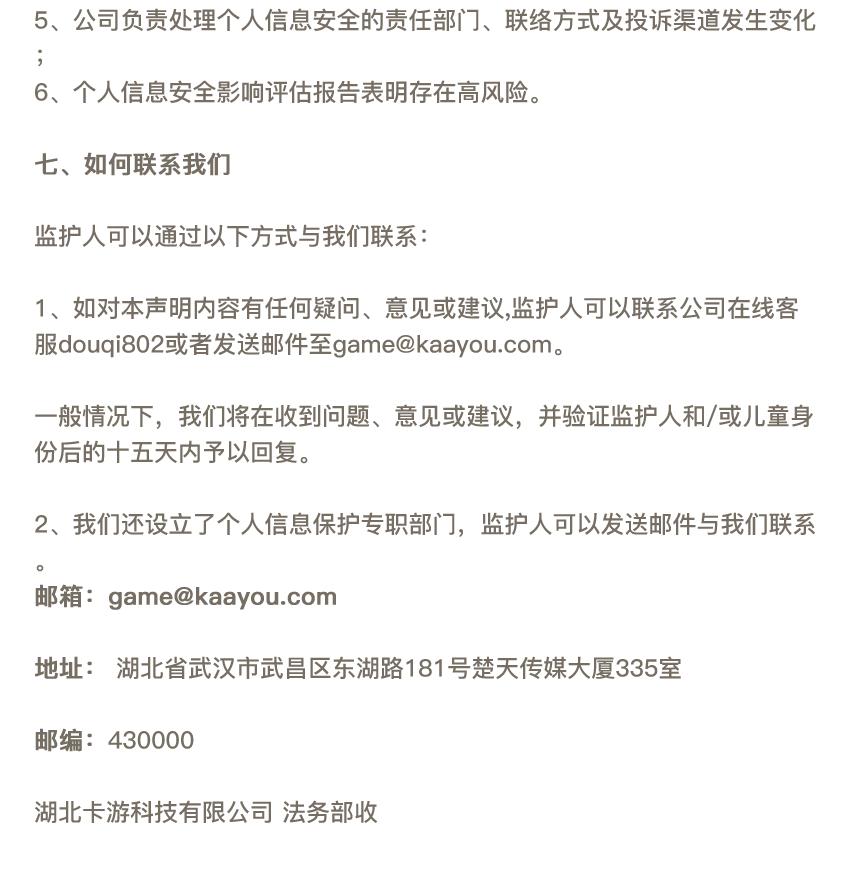 5、公司负责处理个人信息安全的责任部门、联络方式及投诉渠道发生变化
；
6、个人信息安全影响评估报告表明存在高风险。
七、如何联系我们
监护人可以通过以下方式与我们联系：
1、如对本声明内容有任何疑问、意见或建议,监护人可以联系公司在线客
服douqi802或者发送邮件至game@kaayou.com。
一般情况下，我们将在收到问题、意见或建议，并验证监护人和/或儿童身
份后的十五天内予以回复。
2、我们还设立了个人信息保护专职部门，监护人可以发送邮件与我们联系
。
邮箱：game@kaayou.com
地址： 湖北省武汉市武昌区东湖路181号楚天传媒大厦335室
邮编：430000
湖北卡游科技有限公司 法务部收